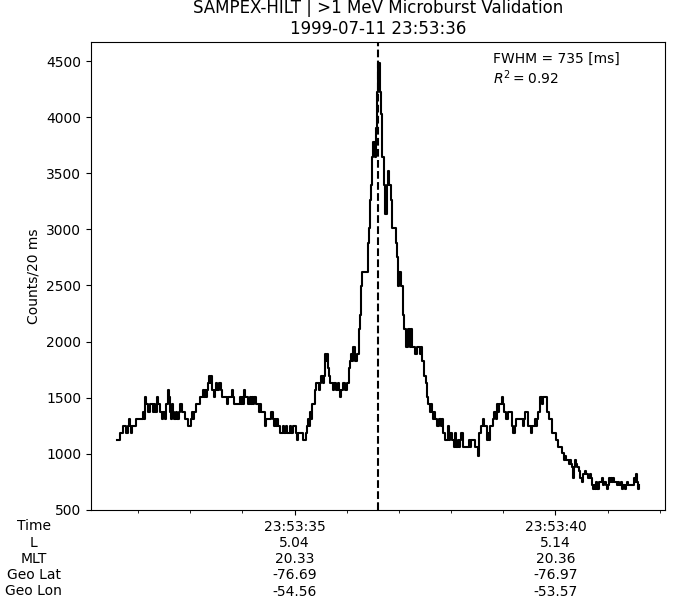 SAMPEX-HILT | >1 MeV Microburst Validation
1999-07-11 23:53:36
FWHM = 735 [ms]
R² = 0.92
4500
4000
3500
3000
2500
2000
1500
1000
500
Counts/20 ms
Time 23:53:35 23:53:40
L 5.04 5.14
MLT 20.33 20.36
Geo Lat -76.69 -76.97
Geo Lon -54.56 -53.57